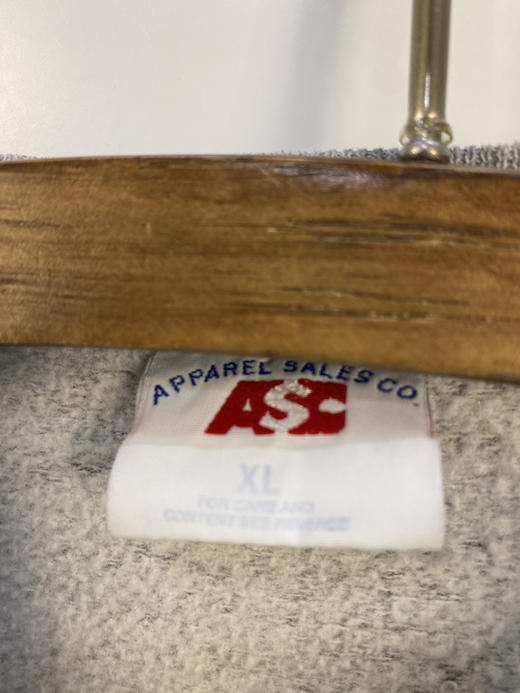 APPAREL SALES CO.
ASC
XL
FOR CARE AND
CONTENT SEE REVERSE